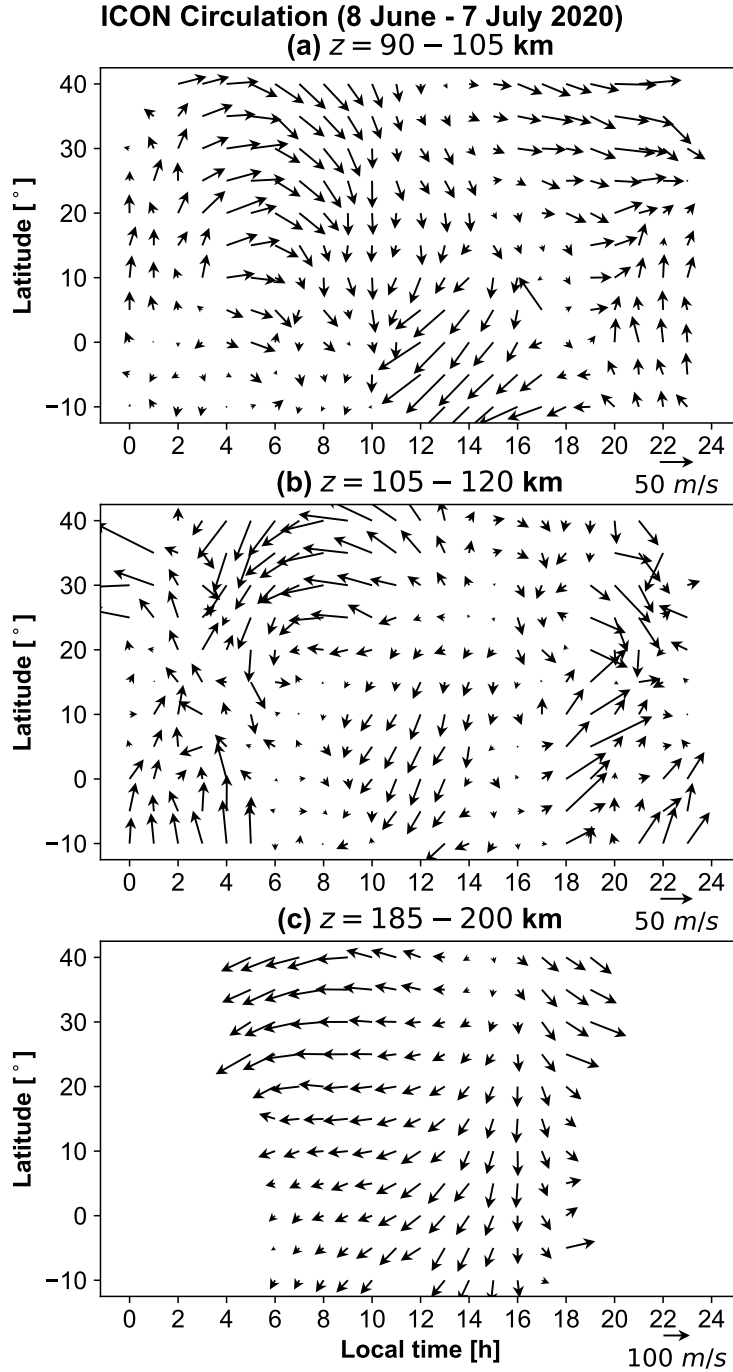 ICON Circulation (8 June - 7 July 2020)
(a) z = 90 − 105 km
Latitude [°]
40
30
20
10
0
−10
0 2 4 6 8 10 12 14 16 18 20 22 24
50 m/s
(b) z = 105 − 120 km
Latitude [°]
40
30
20
10
0
−10
0 2 4 6 8 10 12 14 16 18 20 22 24
50 m/s
(c) z = 185 − 200 km
Latitude [°]
40
30
20
10
0
−10
0 2 4 6 8 10 12 14 16 18 20 22 24
Local time [h]
100 m/s